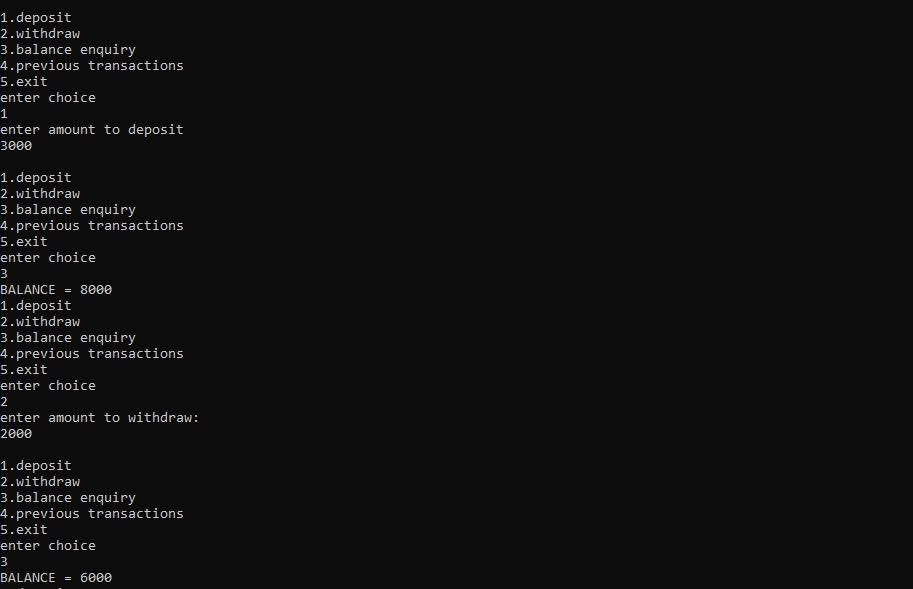 1.deposit
2.withdraw
3.balance enquiry
4.previous transactions
5.exit
enter choice
1
enter amount to deposit
3000
1.deposit
2.withdraw
3.balance enquiry
4.previous transactions
5.exit
enter choice
3
BALANCE = 8000
1.deposit
2.withdraw
3.balance enquiry
4.previous transactions
5.exit
enter choice
2
enter amount to withdraw:
2000
1.deposit
2.withdraw
3.balance enquiry
4.previous transactions
5.exit
enter choice
3
BALANCE = 6000